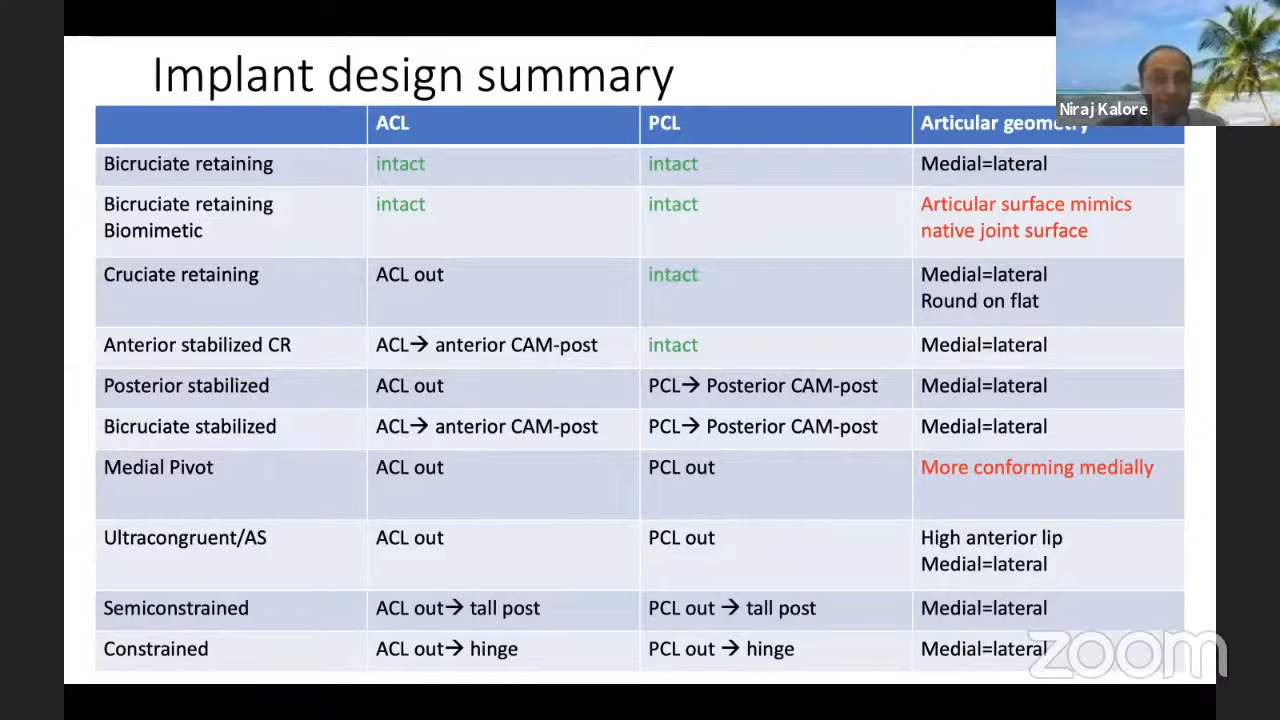 Implant design summary
Niraj Kalore
ACL PCL Articular geometry
Bicruciate retaining intact intact Medial=lateral
Bicruciate retaining intact intact Articular surface mimics
Biomimetic native joint surface
Cruciate retaining ACL out intact Medial=lateral
Round on flat
Anterior stabilized CR ACL→ anterior CAM-post intact Medial=lateral
Posterior stabilized ACL out PCL→ Posterior CAM-post Medial=lateral
Bicruciate stabilized ACL→ anterior CAM-post PCL→ Posterior CAM-post Medial=lateral
Medial Pivot ACL out PCL out More conforming medially
Ultracongruent/AS ACL out PCL out High anterior lip
Medial=lateral
Semiconstrained ACL out→ tall post PCL out → tall post Medial=lateral
Constrained ACL out→ hinge PCL out → hinge Medial=lateral
zoom